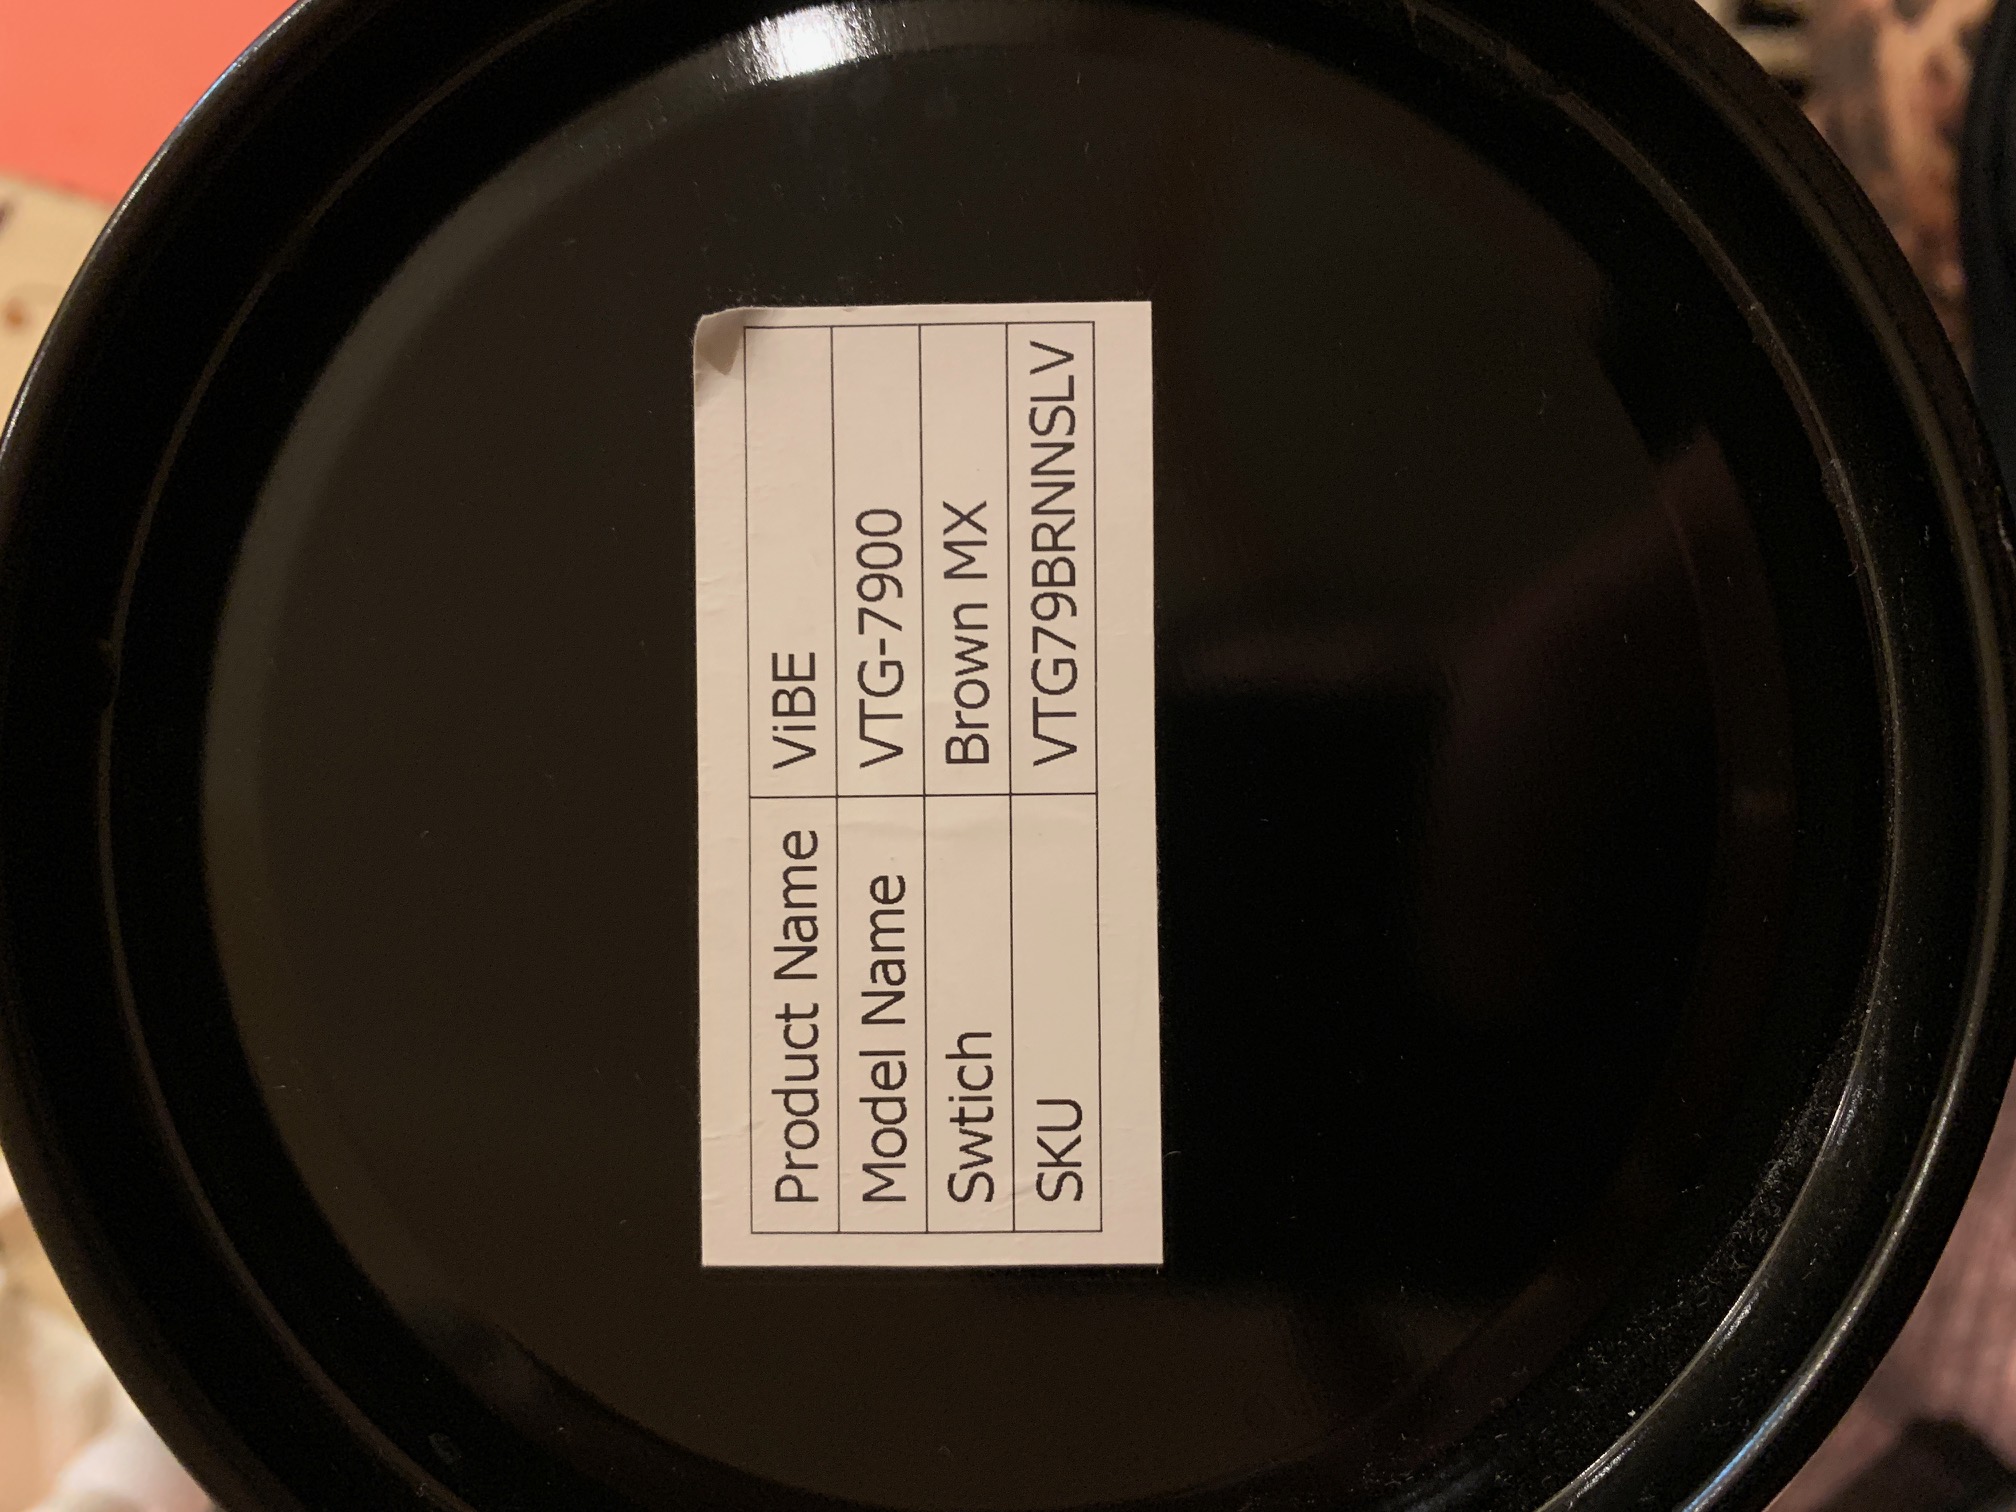 Product Name ViBE
Model Name VTG-7900
Swtich Brown MX
SKU VTG79BRNNSLV